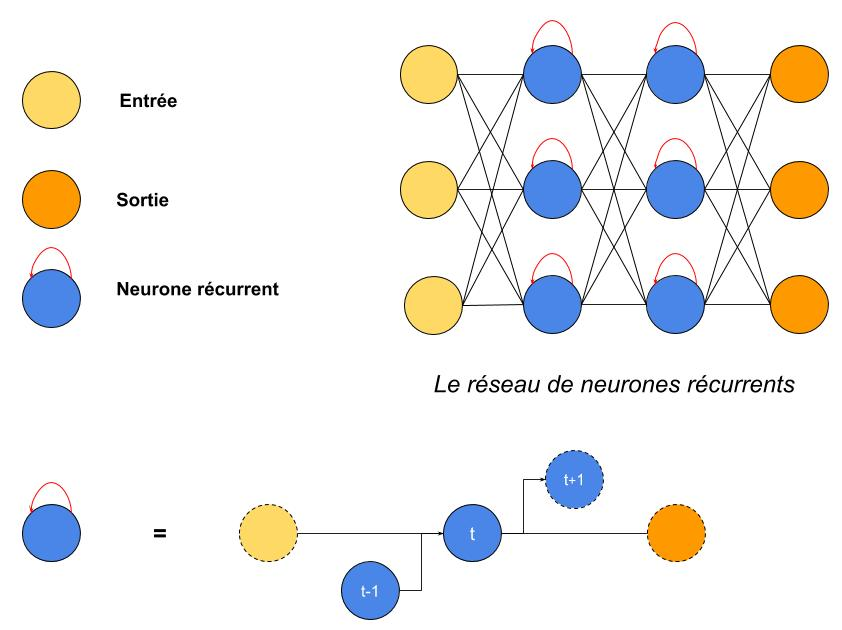 Entrée
Sortie
Neurone récurrent
Le réseau de neurones récurrents
t+1
=
t
t-1